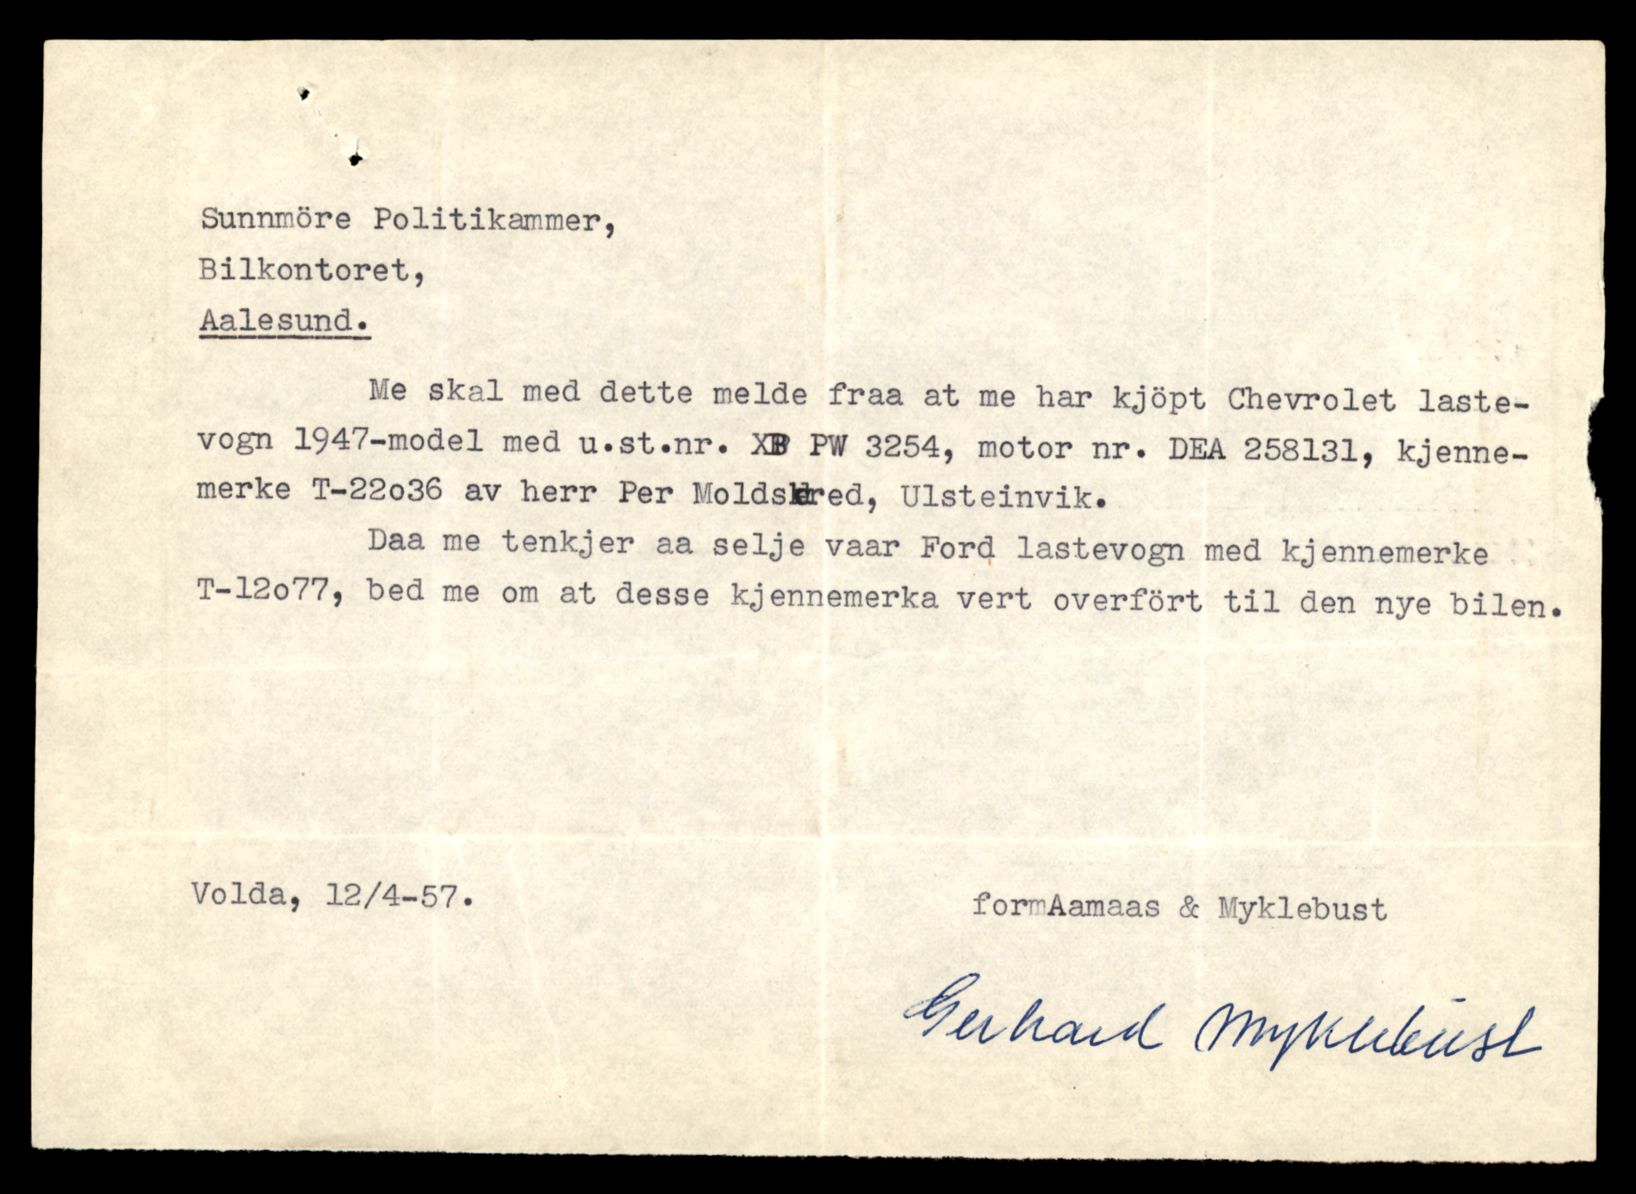 Sunnmöre Politikammer,
Bilkontoret,
Aalesund.
Me skal med dette melde fraa at me har kjöpt Chevrolet laste-
vogn 1947-model med u.st.nr. PW 3254, motor nr. DEA 258131, kjenne-
merke T-22o36 av herr Per Ulsteinvik.
Daa me tenkjer aa selje vaar Ford lastevogn med kjennemerke
T-12o77, bed me om at desse kjennemerka vert overfört til den nye bilen.
Volda, 12/4-57.
formAamaas & Myklebust
Gerhard Myklebust